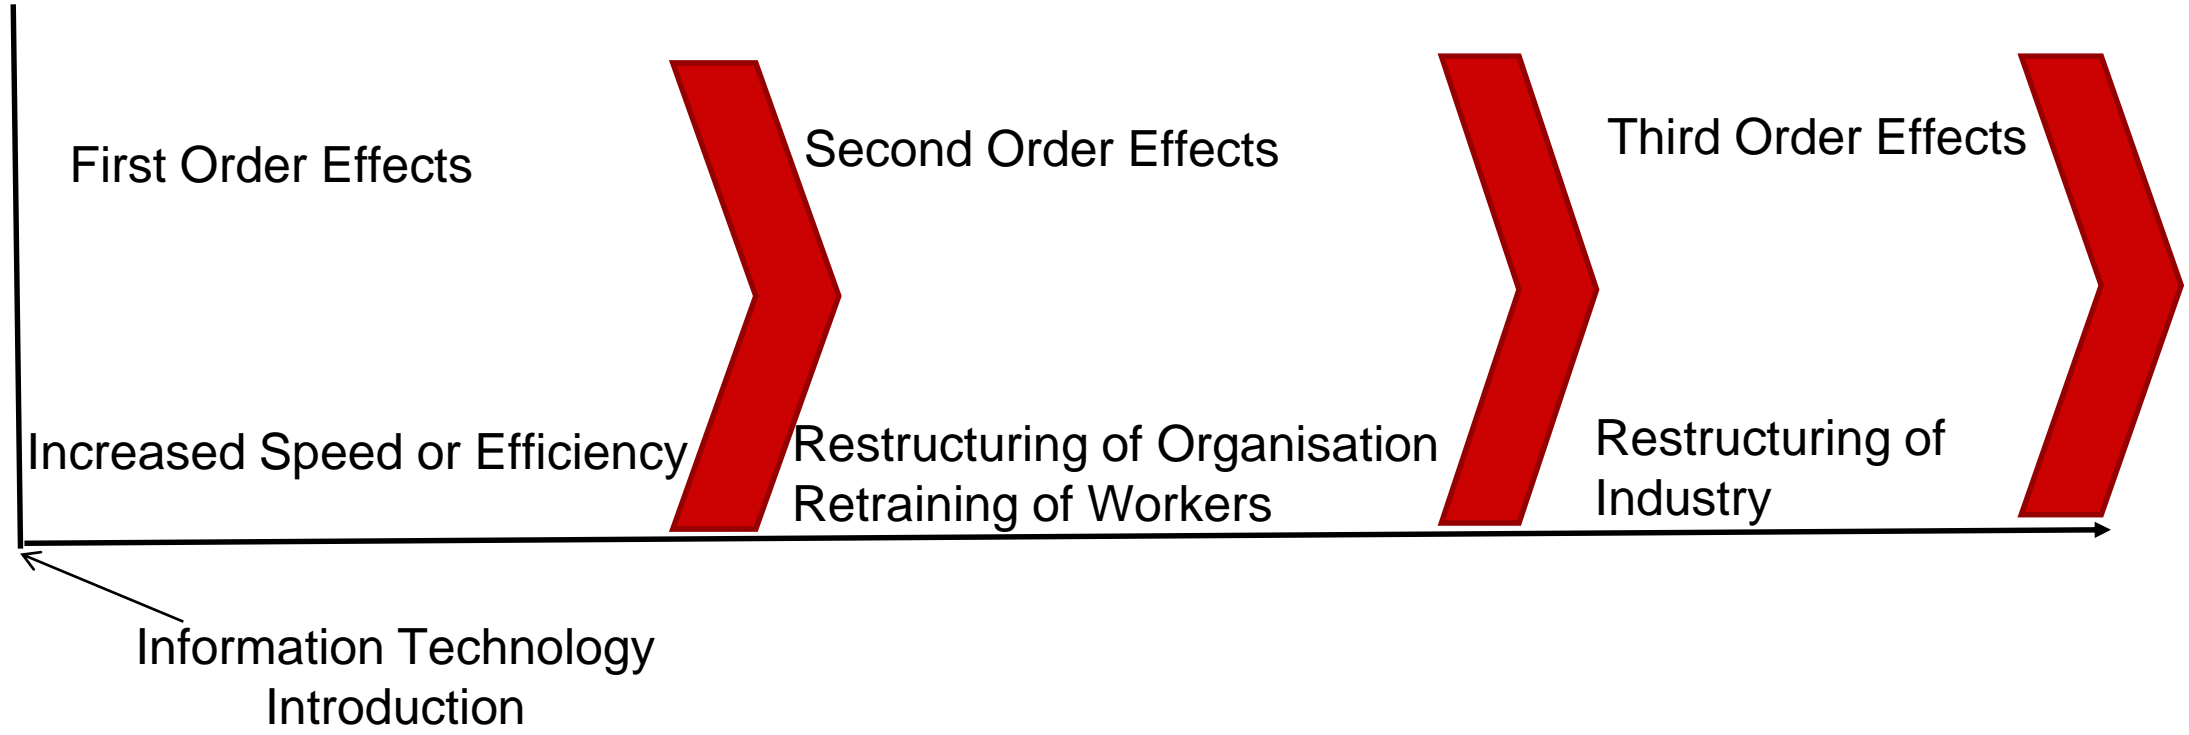 First Order Effects
Second Order Effects
Third Order Effects
Increased Speed or Efficiency
Restructuring of Organisation
Retraining of Workers
Restructuring of
Industry
Information Technology
Introduction